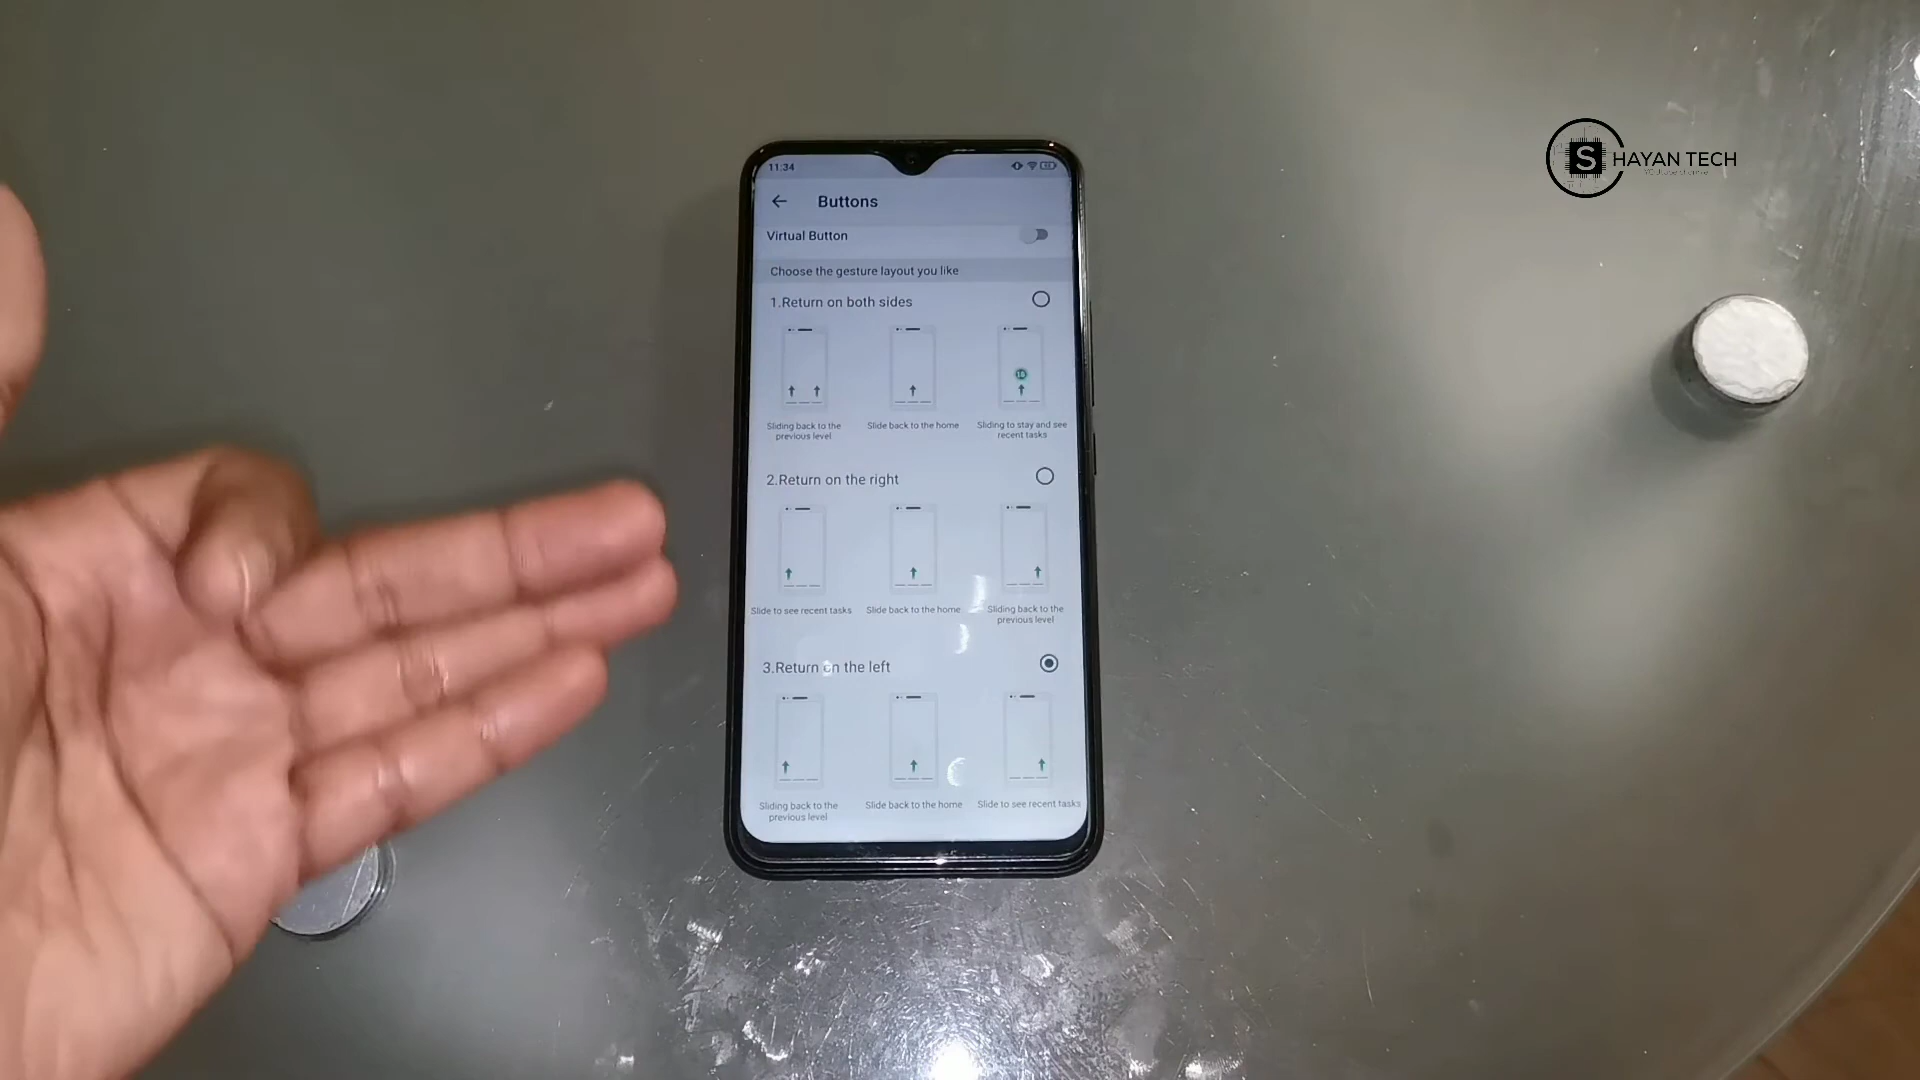 11:34
Buttons
Virtual Button
Choose the gesture layout you like
1.Return on both sides
Sliding back to the previous level
Slide back to the home
Sliding to stay and see recent tasks
2.Return on the right
Slide to see recent tasks
Slide back to the home
Sliding back to the previous level
3.Return on the left
Sliding back to the previous level
Slide back to the home
Slide to see recent tasks
S HAYAN TECH